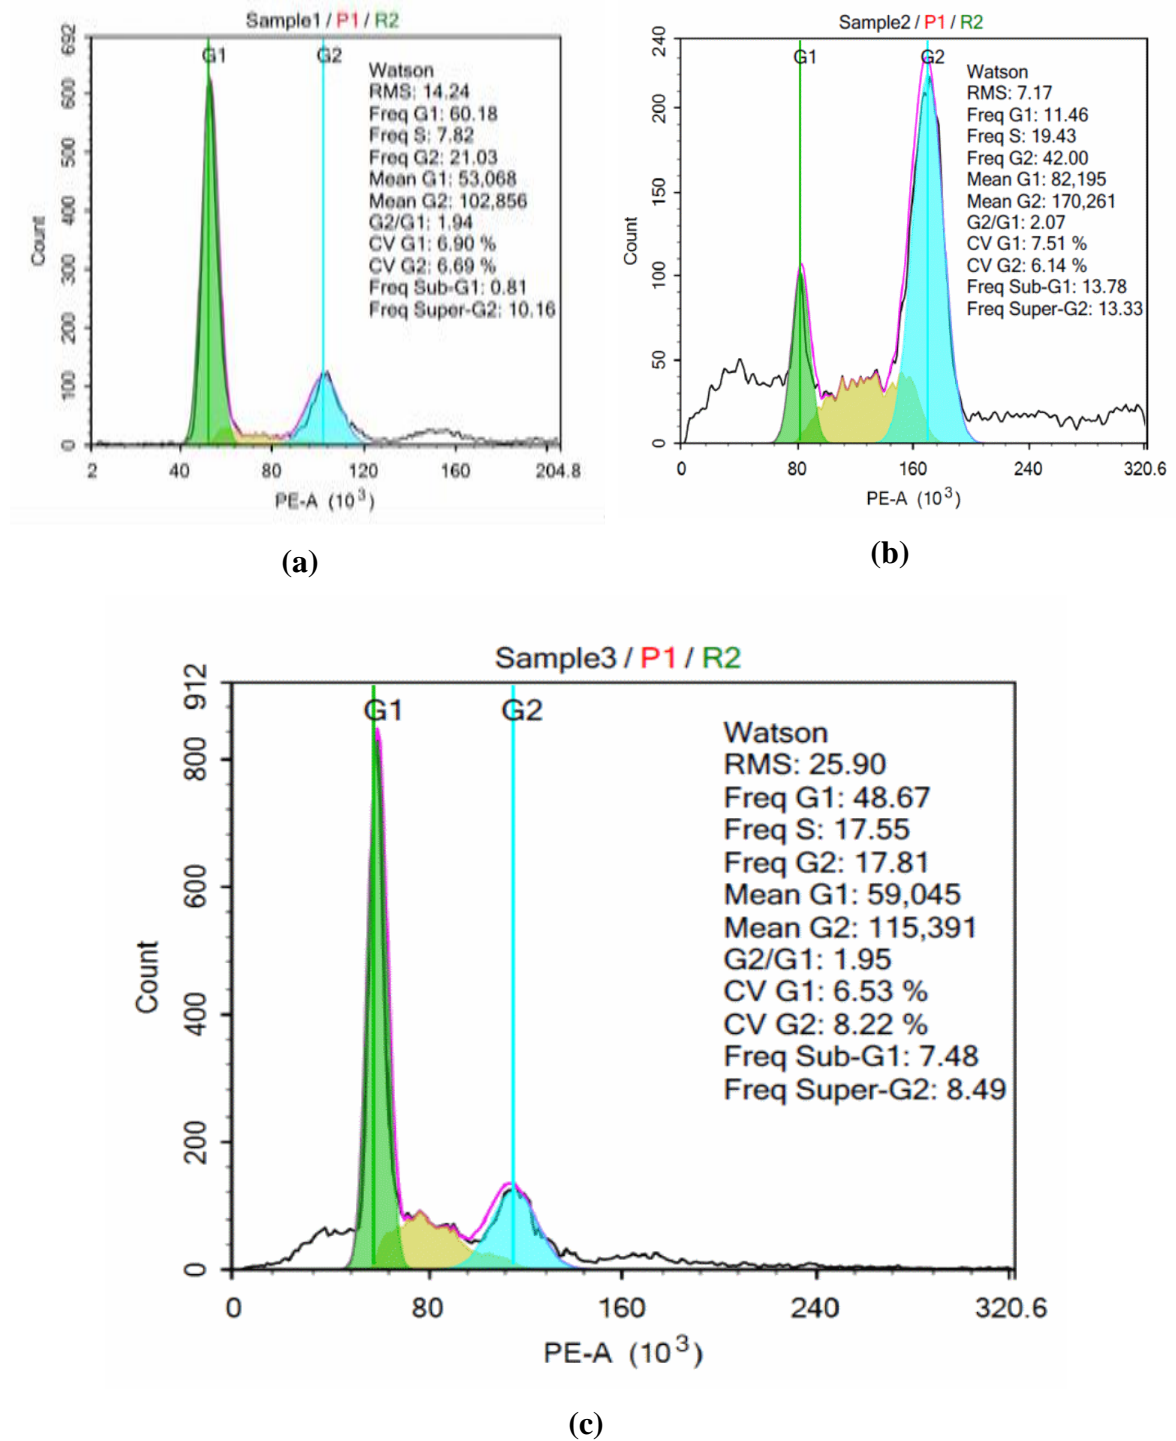 Sample1 / P1 / R2
692
600
500
400
300
200
100
0
Count
G1
G2
Watson
RMS: 14.24
Freq G1: 60.18
Freq S: 7.82
Freq G2: 21.03
Mean G1: 53,068
Mean G2: 102,856
G2/G1: 1.94
CV G1: 6.90 %
CV G2: 6.69 %
Freq Sub-G1: 0.81
Freq Super-G2: 10.16
2 40 80 120 160 204.8
PE-A (10³)
(a)
Sample2 / P1 / R2
240
200
150
100
50
0
Count
G1
G2
Watson
RMS: 7.17
Freq G1: 11.46
Freq S: 19.43
Freq G2: 42.00
Mean G1: 82,195
Mean G2: 170,261
G2/G1: 2.07
CV G1: 7.51 %
CV G2: 6.14 %
Freq Sub-G1: 13.78
Freq Super-G2: 13.33
0 80 160 240 320.6
PE-A (10³)
(b)
Sample3 / P1 / R2
912
800
600
400
200
0
Count
G1
G2
Watson
RMS: 25.90
Freq G1: 48.67
Freq S: 17.55
Freq G2: 17.81
Mean G1: 59,045
Mean G2: 115,391
G2/G1: 1.95
CV G1: 6.53 %
CV G2: 8.22 %
Freq Sub-G1: 7.48
Freq Super-G2: 8.49
0 80 160 240 320.6
PE-A (10³)
(c)